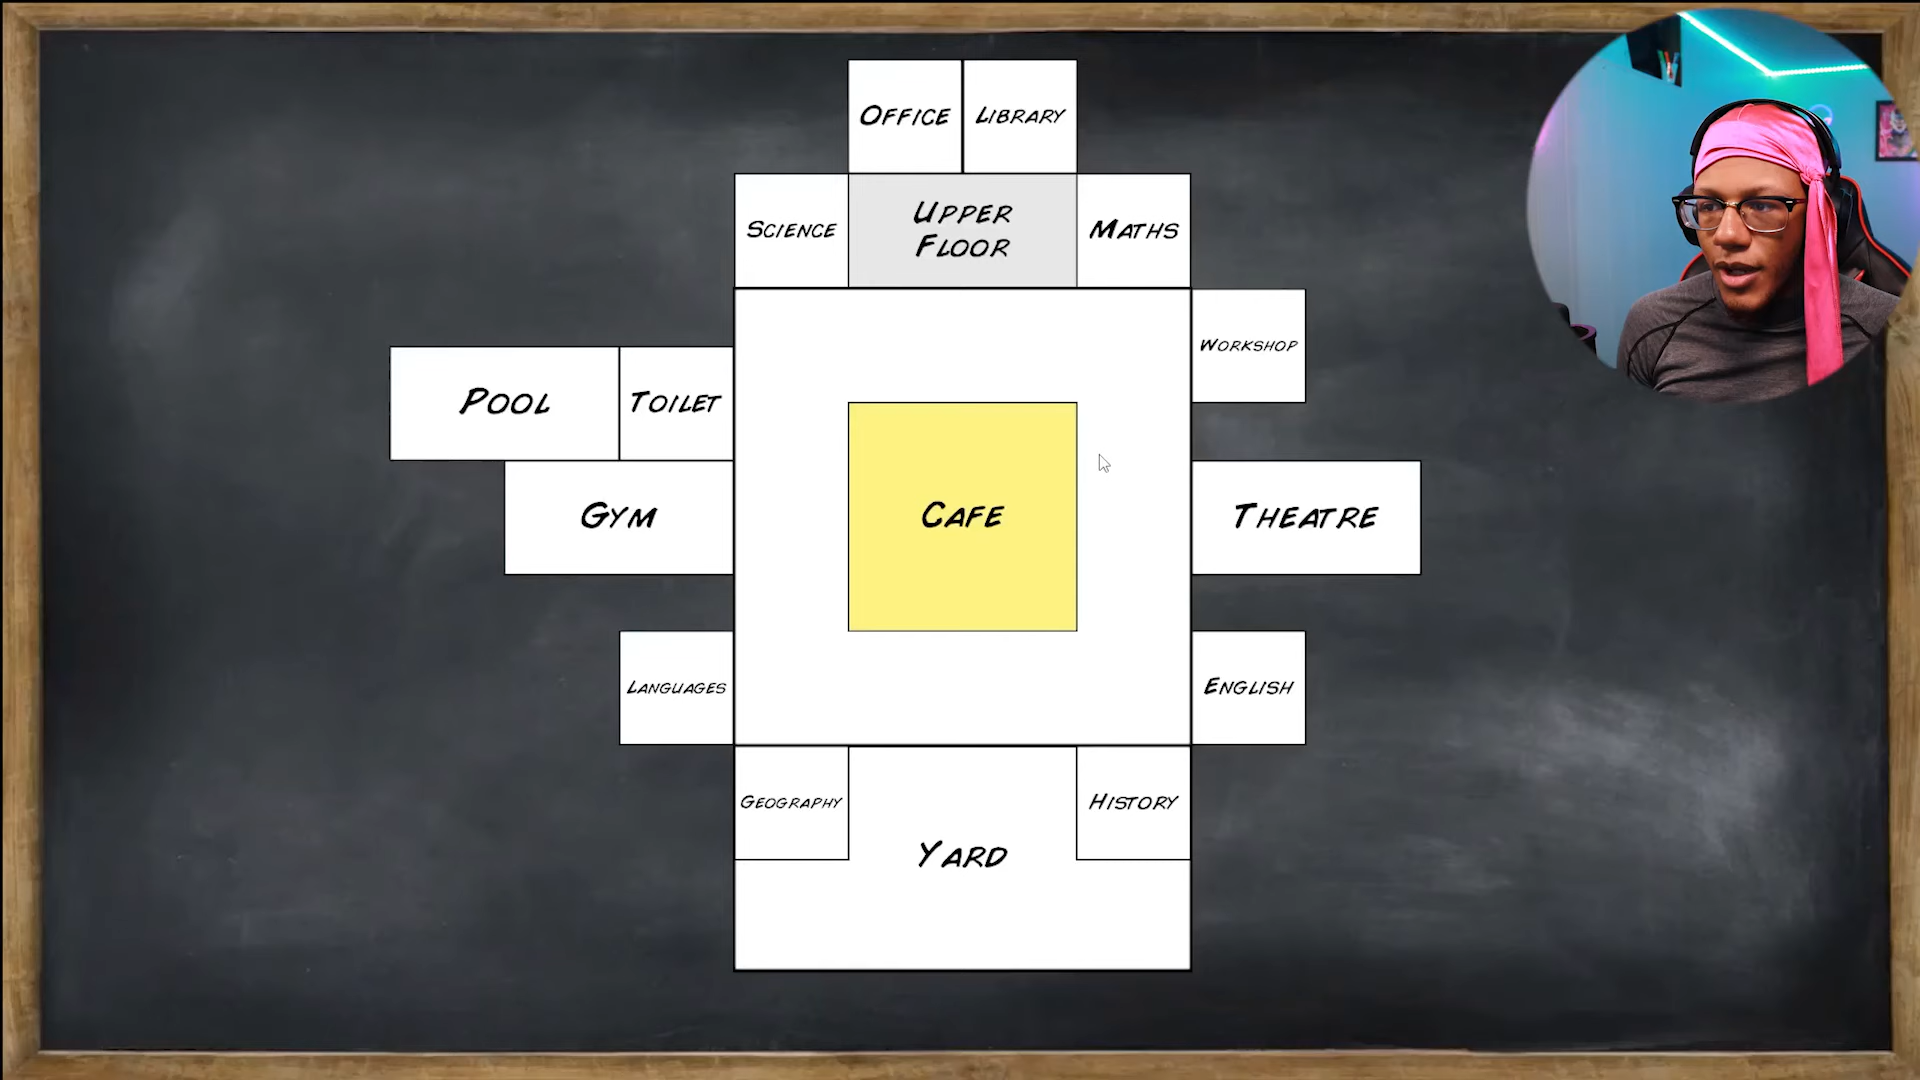 Office
Library
Science
Upper
Floor
Maths
Workshop
Pool
Toilet
Cafe
Gym
Theatre
Languages
English
Geography
History
Yard